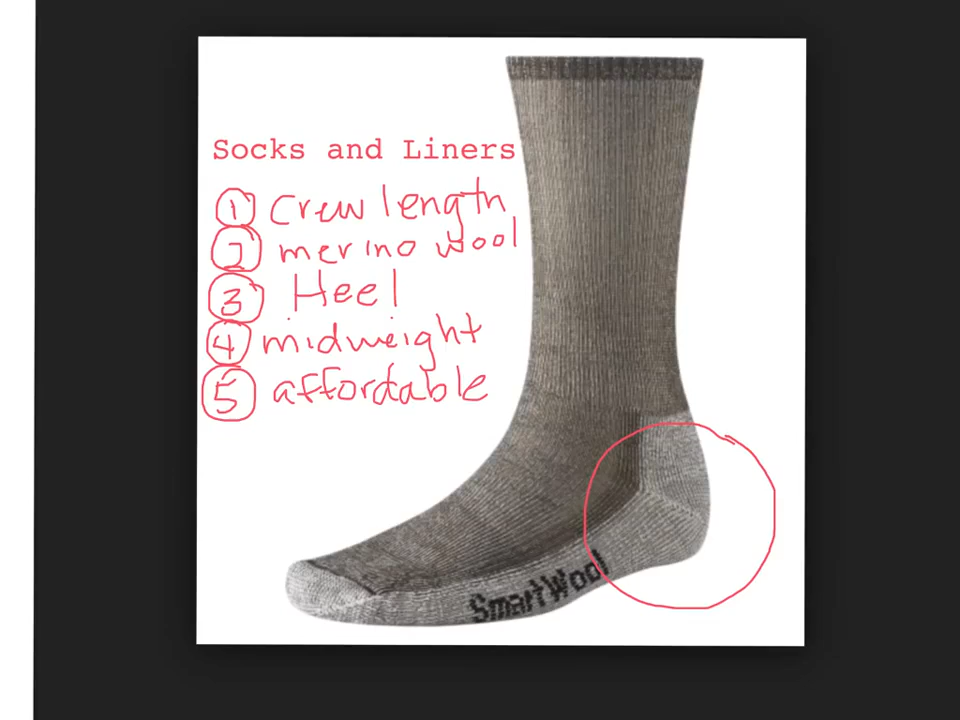 Socks and Liners
1 Crew length
2 merino wool
3 Heel
4 midweight
5 affordable
SmartWool